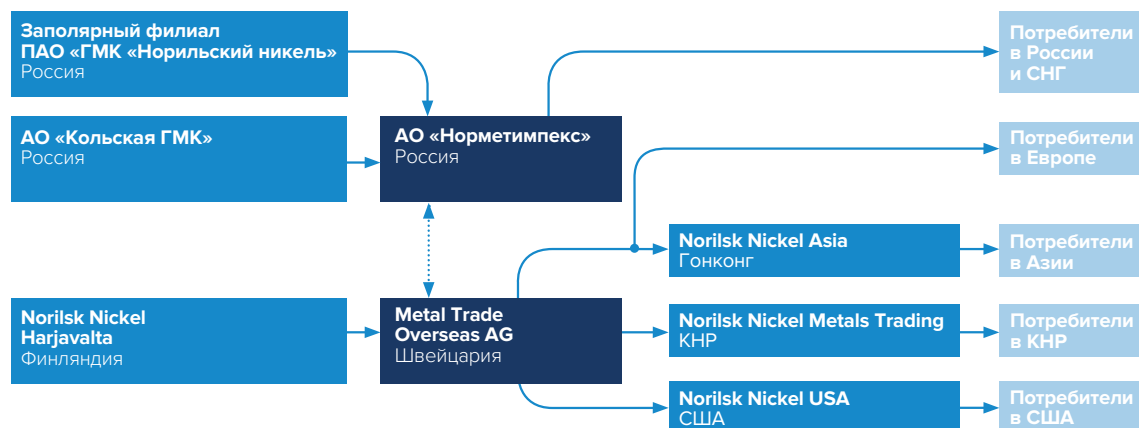 Заполярный филиал
ПАО «ГМК «Норильский никель»
Россия
Потребители
в России
и СНГ
АО «Кольская ГМК»
Россия
АО «Норметимпекс»
Россия
Потребители
в Европе
Norilsk Nickel Asia
Гонконг
Потребители
в Азии
Norilsk Nickel
Harjavalta
Финляндия
Metal Trade
Overseas AG
Швейцария
Norilsk Nickel Metals Trading
КНР
Потребители
в КНР
Norilsk Nickel USA
США
Потребители
в США